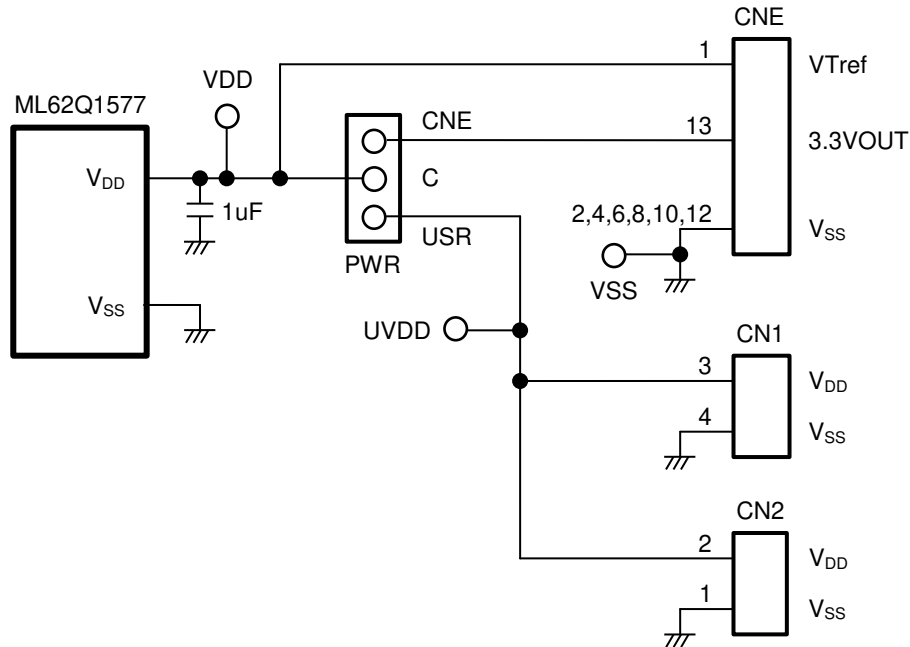 CNE
1
VTref
VDD
ML62Q1577
CNE
13
3.3VOUT
VDD
C
1uF
2,4,6,8,10,12
VSS
USR
PWR
VSS
VSS
UVDD
CN1
3
VDD
4
VSS
CN2
2
VDD
1
VSS